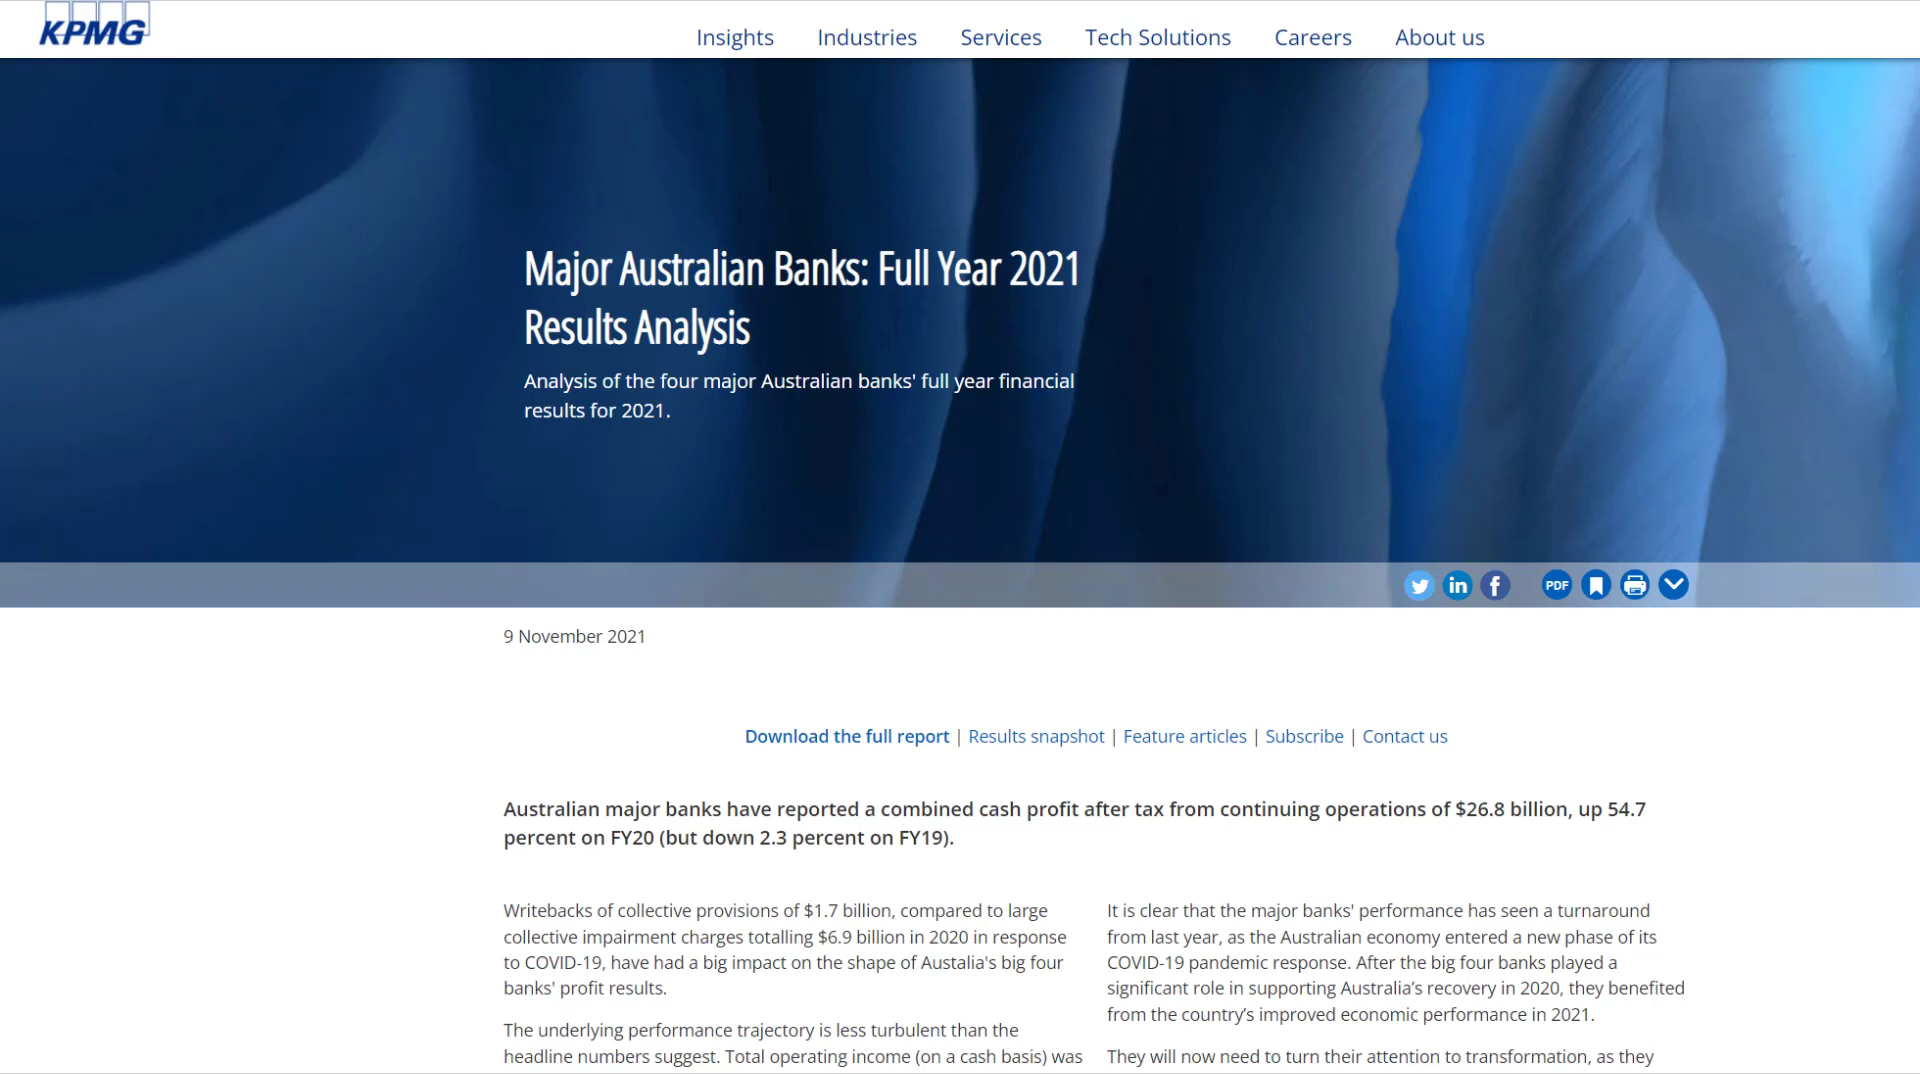 KPMG
Insights
Industries
Services
Tech Solutions
Careers
About us
Major Australian Banks: Full Year 2021
Results Analysis
Analysis of the four major Australian banks' full year financial
results for 2021.
in f PDF
9 November 2021
Download the full report | Results snapshot | Feature articles | Subscribe | Contact us
Australian major banks have reported a combined cash profit after tax from continuing operations of $26.8 billion, up 54.7
percent on FY20 (but down 2.3 percent on FY19).
Writebacks of collective provisions of $1.7 billion, compared to large
collective impairment charges totalling $6.9 billion in 2020 in response
to COVID-19, have had a big impact on the shape of Austalia's big four
banks' profit results.
The underlying performance trajectory is less turbulent than the
headline numbers suggest. Total operating income (on a cash basis) was
It is clear that the major banks' performance has seen a turnaround
from last year, as the Australian economy entered a new phase of its
COVID-19 pandemic response. After the big four banks played a
significant role in supporting Australia’s recovery in 2020, they benefited
from the country’s improved economic performance in 2021.
They will now need to turn their attention to transformation, as they